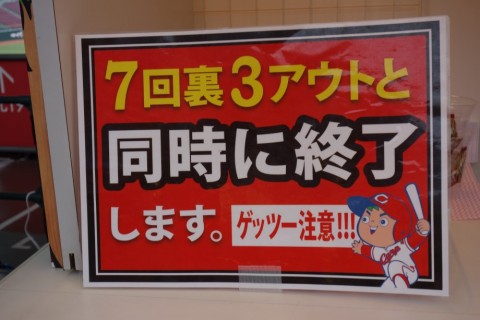 7回裏3アウトと
同時に終了
します。
ゲッツー注意!!!
Carp